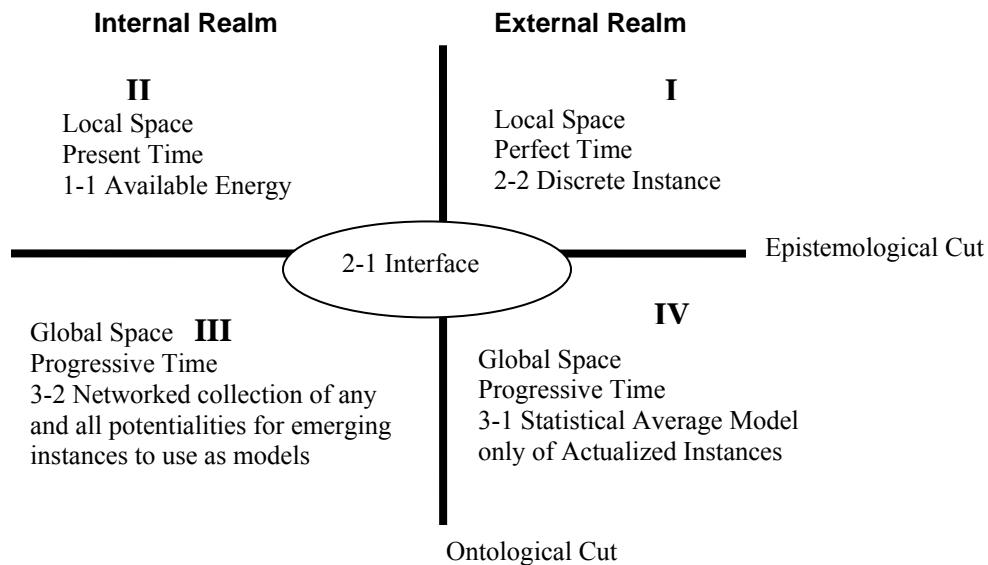 Internal Realm
External Realm
II
Local Space
Present Time
1-1 Available Energy
I
Local Space
Perfect Time
2-2 Discrete Instance
Epistemological Cut
2-1 Interface
Global Space III
Progressive Time
3-2 Networked collection of any
and all potentialities for emerging
instances to use as models
IV
Global Space
Progressive Time
3-1 Statistical Average Model
only of Actualized Instances
Ontological Cut